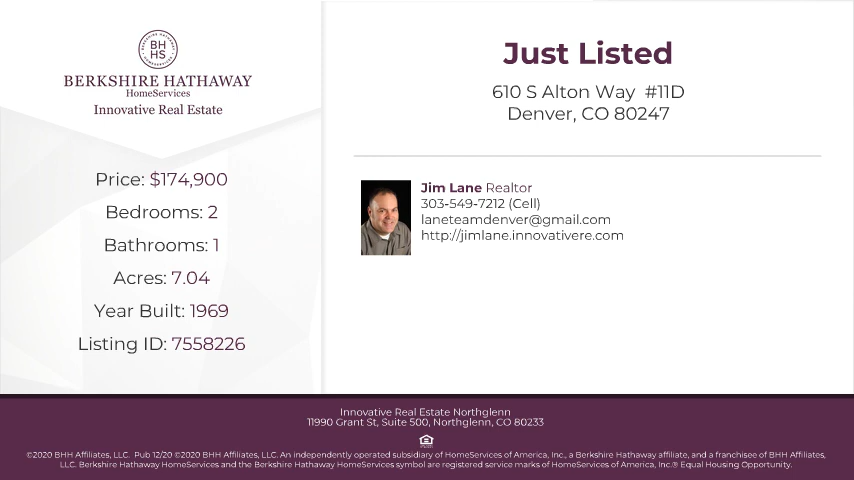 BH
HS
BERKSHIRE HATHAWAY
HomeServices
Innovative Real Estate
Price: $174,900
Bedrooms: 2
Bathrooms: 1
Acres: 7.04
Year Built: 1969
Listing ID: 7558226
Just Listed
610 S Alton Way #11D
Denver, CO 80247
Jim Lane Realtor
303-549-7212 (Cell)
laneteamdenver@gmail.com
http://jimlane.innovativere.com
Innovative Real Estate Northglenn
11990 Grant St, Suite 500, Northglenn, CO 80233
©2020 BHH Affiliates, LLC. Pub 12/20 ©2020 BHH Affiliates, LLC. An independently operated subsidiary of HomeServices of America, Inc., a Berkshire Hathaway affiliate, and a franchisee of BHH Affiliates,
LLC. Berkshire Hathaway HomeServices and the Berkshire Hathaway HomeServices symbol are registered service marks of HomeServices of America, Inc.® Equal Housing Opportunity.